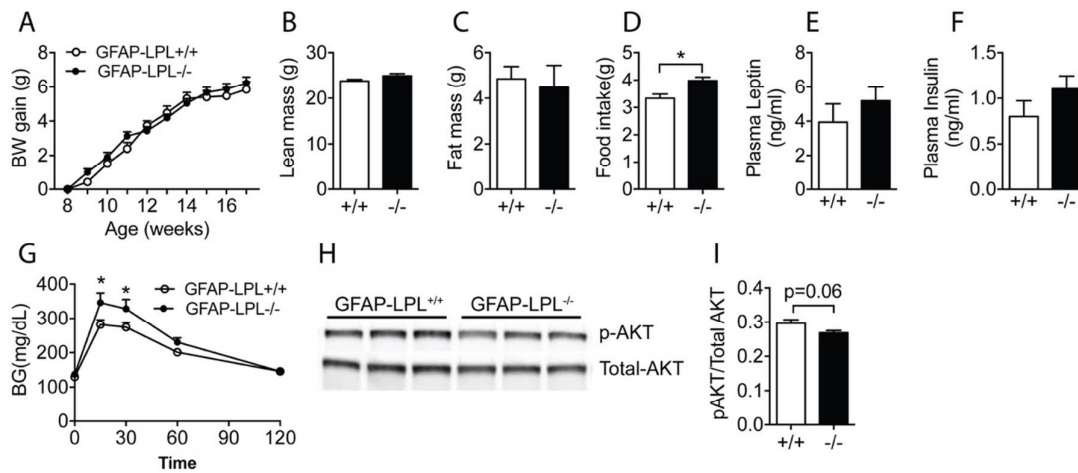 A
GFAP-LPL+/+
GFAP-LPL-/-
BW gain (g)
8
6
4
2
0
8 10 12 14 16
Age (weeks)
B
Lean mass (g)
30
20
10
0
+/+ -/-
C
Fat mass (g)
8
6
4
2
0
+/+ -/-
D
Food intake(g)
5
4
3
2
1
0
*
+/+ -/-
E
Plasma Leptin
(ng/ml)
8
6
4
2
0
+/+ -/-
F
Plasma Insulin
(ng/ml)
1.5
1.0
0.5
0.0
+/+ -/-
G
BG(mg/dL)
400
300
200
100
0
* *
GFAP-LPL+/+
GFAP-LPL-/-
0 30 60 90 120
Time
H
GFAP-LPL+/+ GFAP-LPL-/-
p-AKT
Total-AKT
I
pAKT/Total AKT
0.4
0.3
0.2
0.1
0.0
p=0.06
+/+ -/-